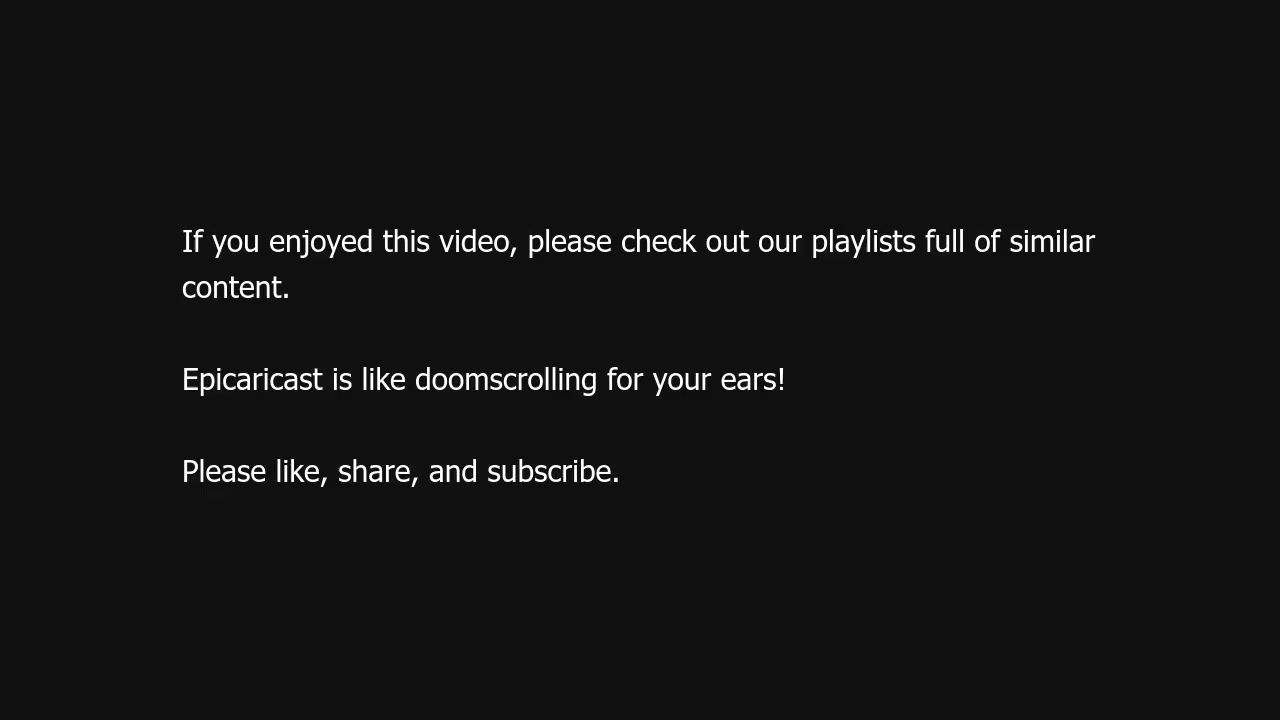 If you enjoyed this video, please check out our playlists full of similar
content.
Epicaricast is like doomscrolling for your ears!
Please like, share, and subscribe.